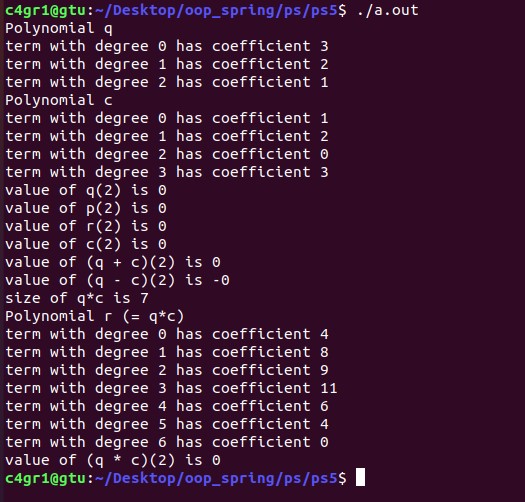 c4gr1@gtu:~/Desktop/oop_spring/ps/ps5$ ./a.out
Polynomial q
term with degree 0 has coefficient 3
term with degree 1 has coefficient 2
term with degree 2 has coefficient 1
Polynomial c
term with degree 0 has coefficient 1
term with degree 1 has coefficient 2
term with degree 2 has coefficient 0
term with degree 3 has coefficient 3
value of q(2) is 0
value of p(2) is 0
value of r(2) is 0
value of c(2) is 0
value of (q + c)(2) is 0
value of (q - c)(2) is -0
size of q*c is 7
Polynomial r (= q*c)
term with degree 0 has coefficient 4
term with degree 1 has coefficient 8
term with degree 2 has coefficient 9
term with degree 3 has coefficient 11
term with degree 4 has coefficient 6
term with degree 5 has coefficient 4
term with degree 6 has coefficient 0
value of (q * c)(2) is 0
c4gr1@gtu:~/Desktop/oop_spring/ps/ps5$